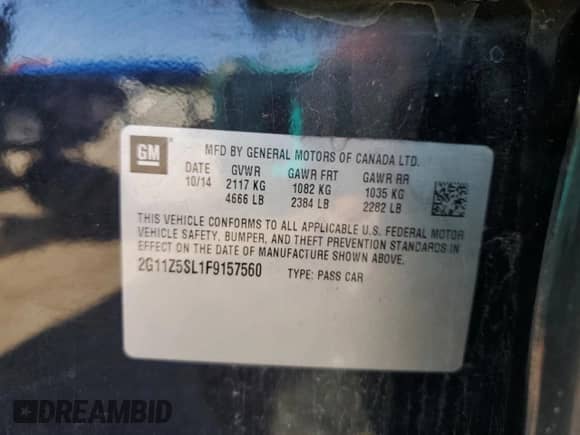 GM
MFD BY GENERAL MOTORS OF CANADA LTD.
DATE GVWR GAWR FRT GAWR RR
10/14 2117 KG 1082 KG 1035 KG
4666 LB 2384 LB 2282 LB
THIS VEHICLE CONFORMS TO ALL APPLICABLE U.S. FEDERAL MOTOR
VEHICLE SAFETY, BUMPER, AND THEFT PREVENTION STANDARDS IN
EFFECT ON THE DATE OF MANUFACTURE SHOWN ABOVE.
2G11Z5SL1F9157560 TYPE: PASS CAR
DREAMBID